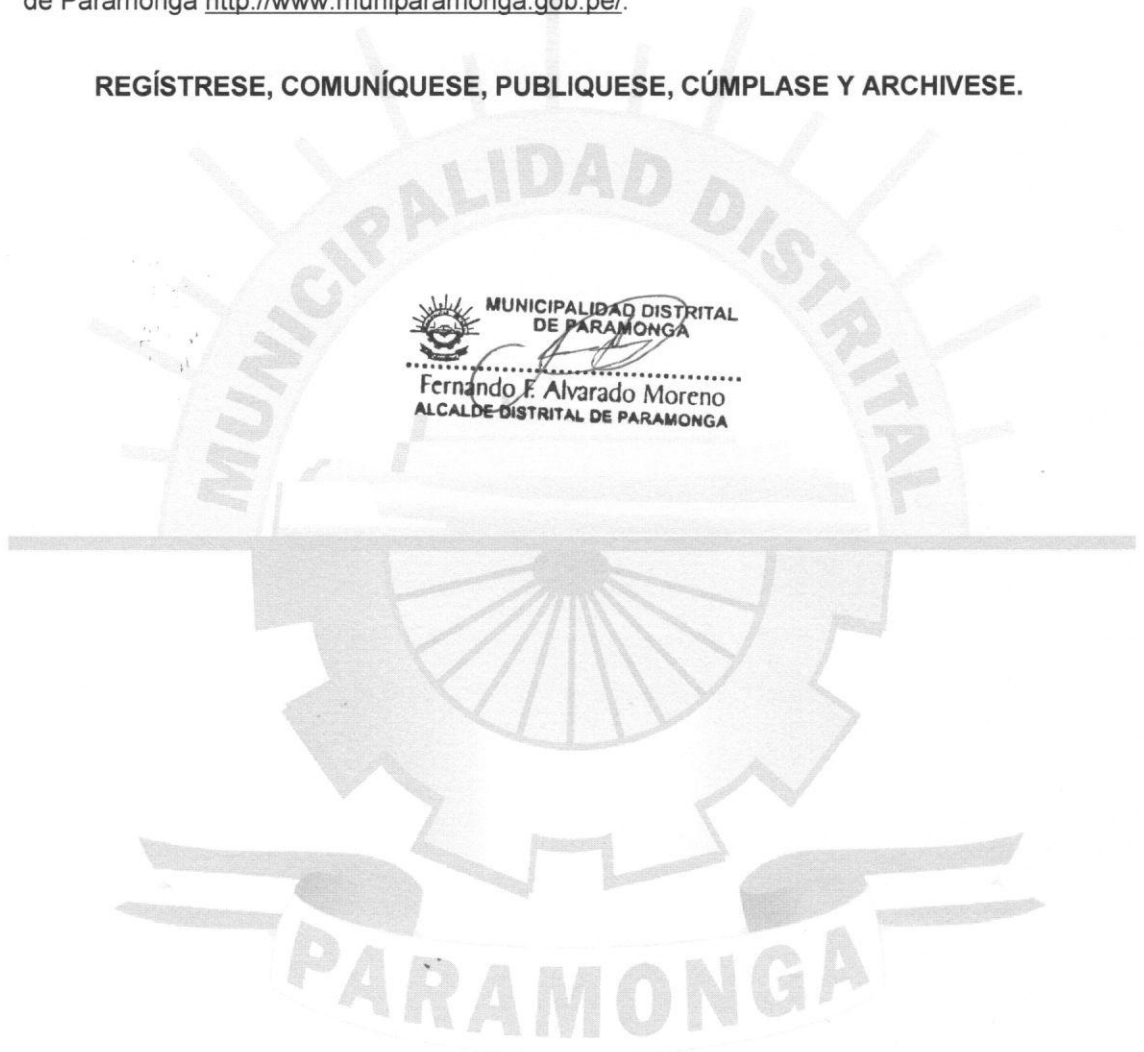 de Paramonga http://www.muniparamonga.gob.pe/.
REGÍSTRESE, COMUNÍQUESE, PUBLIQUESE, CÚMPLASE Y ARCHIVESE.
MUNICIPALIDAD DISTRITAL
MUNICIPALIDAD DISTRITAL
DE PARAMONGA
Fernando F. Alvarado Moreno
ALCALDE DISTRITAL DE PARAMONGA
PARAMONGA